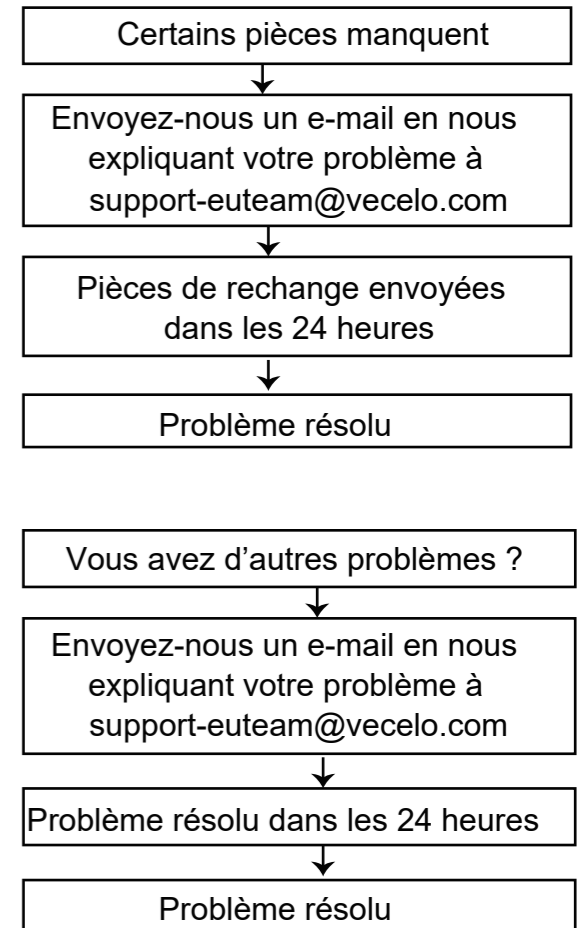 Certains pièces manquent
Envoyez-nous un e-mail en nous
expliquant votre problème à
support-euteam@vecelo.com
Pièces de rechange envoyées
dans les 24 heures
Problème résolu
Vous avez d’autres problèmes ?
Envoyez-nous un e-mail en nous
expliquant votre problème à
support-euteam@vecelo.com
Problème résolu dans les 24 heures
Problème résolu